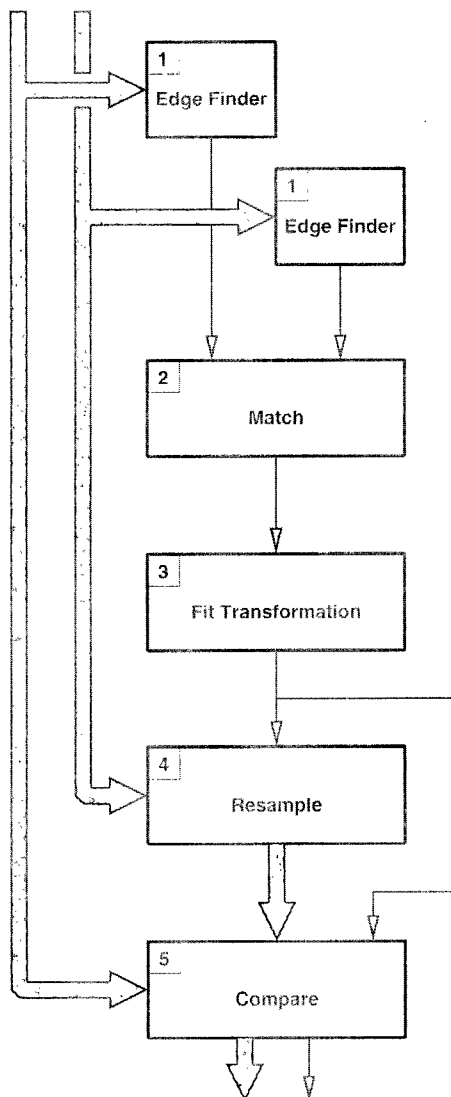 1
Edge Finder
1
Edge Finder
2
Match
3
Fit Transformation
4
Resample
5
Compare